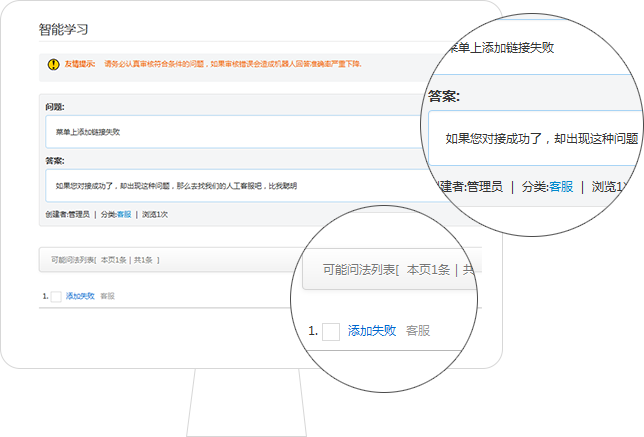 智能学习
友情提示: 请务必认真审核符合条件的问题，如果审核错误会造成机器人回答准确率严重下降.
问题:
菜单上添加链接失败
答案:
如果您对接成功了，却出现这种问题，那么去找我们的人工客服吧，比我聪明
创建者:管理员 | 分类:客服 | 浏览1次
可能问法列表[ 本页1条 | 共1条 ]
1. 添加失败 客服
菜单上添加链接失败
答案:
如果您对接成功了，却出现这种问题
建者:管理员 | 分类:客服 | 浏览1次
可能问法列表[ 本页1条 | 共
1. 添加失败 客服